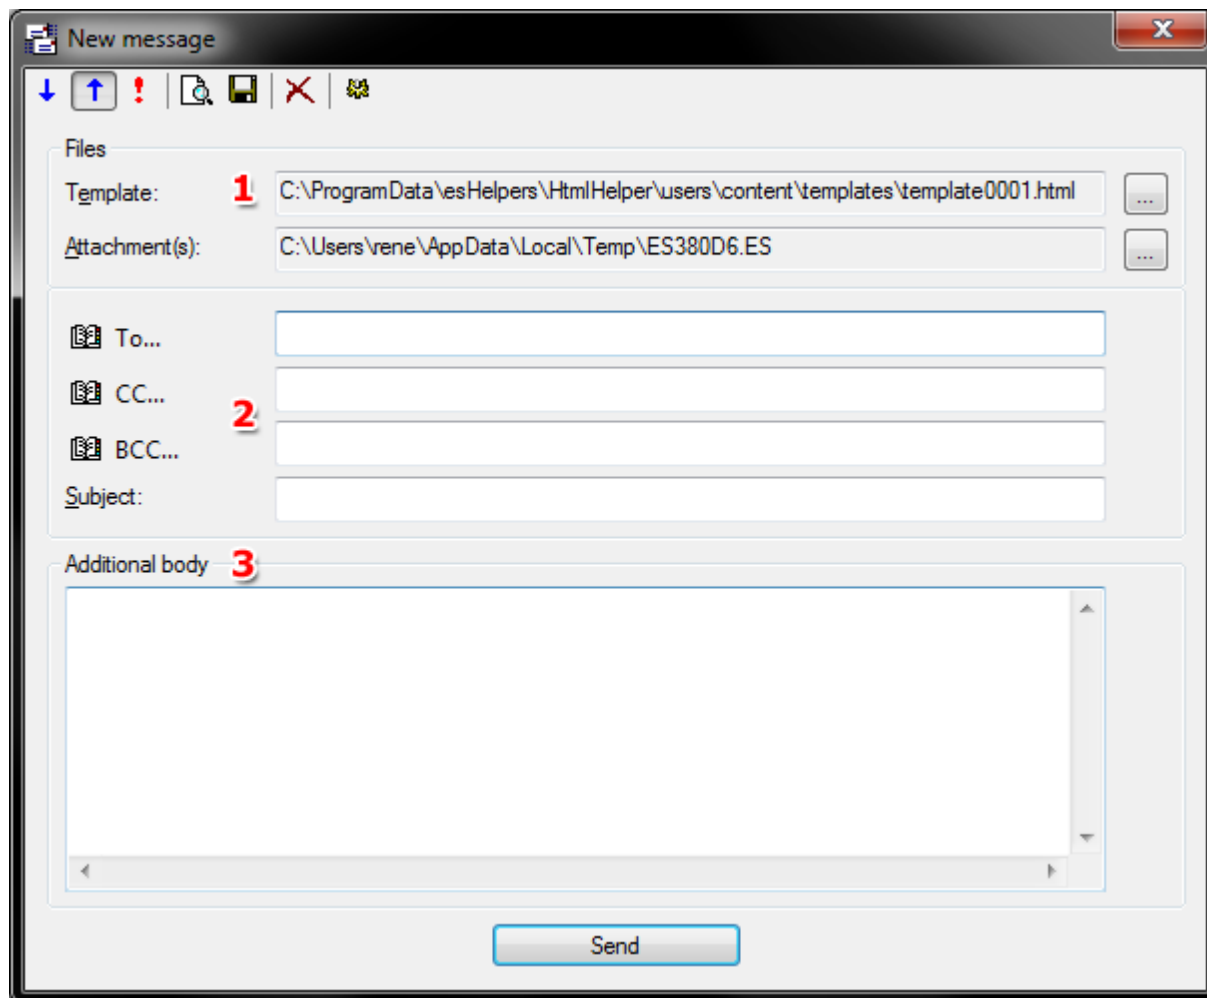 New message
Files
Template: 1 C:\ProgramData\esHelpers\HtmlHelper\users\content\templates\template0001.html ...
Attachment(s): C:\Users\rene\AppData\Local\Temp\ES380D6.ES ...
To...
CC...
2
BCC...
Subject:
Additional body 3
Send